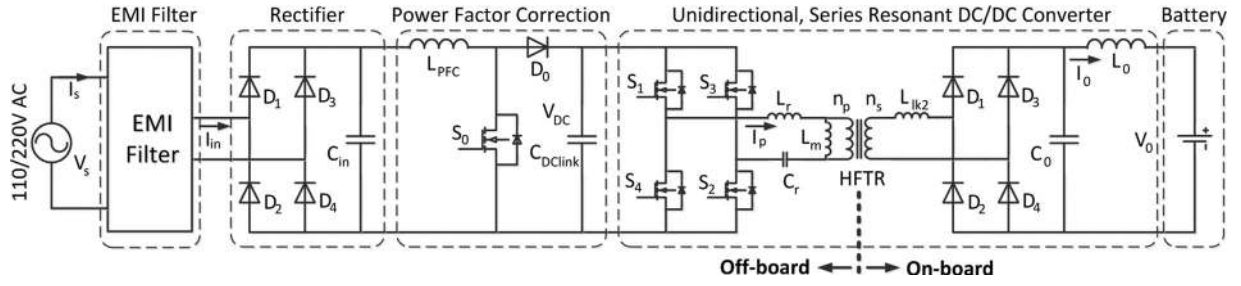 EMI Filter
Rectifier
Power Factor Correction
Unidirectional, Series Resonant DC/DC Converter
Battery
110/220V AC
Vs
Is
EMI
Filter
Iin
D1
D3
D2
D4
Cin
LPFC
S0
D0
VDC
CDClink
S1
S3
S4
S2
Lr
Ip
Lm
Cr
np
ns
HFTR
Llk2
D1
D3
D2
D4
I0
C0
L0
V0
+
-
Off-board
On-board